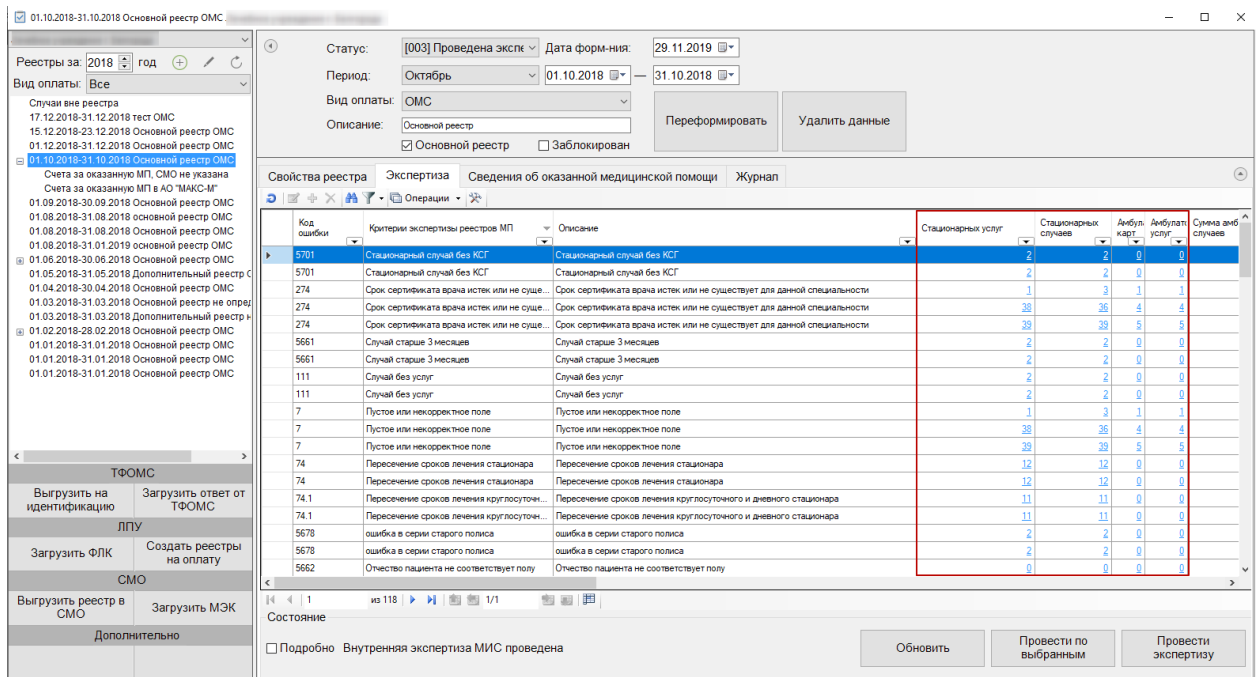 01.10.2018-31.10.2018 Основной реестр ОМС
Реестры за: 2018 год
Вид оплаты: Все
Случаи вне реестра
17.12.2018-31.12.2018 тест ОМС
15.12.2018-23.12.2018 Основной реестр ОМС
01.12.2018-31.12.2018 Основной реестр ОМС
01.10.2018-31.10.2018 Основной реестр ОМС
Счета за оказанную МП, СМО не указана
Счета за оказанную МП в АО "МАКС-М"
01.09.2018-30.09.2018 Основной реестр ОМС
01.08.2018-31.08.2018 основной реестр ОМС
01.08.2018-31.08.2018 Основной реестр ОМС
01.08.2018-31.01.2019 основной реестр ОМС
01.06.2018-30.06.2018 Основной реестр ОМС
01.05.2018-31.05.2018 Дополнительный реестр
01.04.2018-30.04.2018 Основной реестр ОМС
01.03.2018-31.03.2018 Основной реестр не опред
01.03.2018-31.03.2018 Дополнительный реестр н
01.02.2018-28.02.2018 Основной реестр ОМС
01.01.2018-31.01.2018 Основной реестр ОМС
01.01.2018-31.01.2018 Основной реестр ОМС
01.01.2018-31.01.2018 Основной реестр ОМС
ТФОМС
Выгрузить на идентификацию
Загрузить ответ от ТФОМС
ЛПУ
Загрузить ФЛК
Создать реестры на оплату
СМО
Выгрузить реестр в СМО
Загрузить МЭК
Дополнительно
Статус: [003] Проведена экспе Дата форм-ния: 29.11.2019
Период: Октябрь 01.10.2018 — 31.10.2018
Вид оплаты: ОМС
Описание: Основной реестр
Основной реестр Заблокирован
Переформировать Удалить данные
Свойства реестра Экспертиза Сведения об оказанной медицинской помощи Журнал
Операции
Код ошибки Критерии экспертизы реестров МП Описание Стационарных услуг Стационарных случаев Амбул карт Амбулато услуг Сумма амб случаев
5701 Стационарный случай без КСГ Стационарный случай без КСГ 2 2 0 0
5701 Стационарный случай без КСГ Стационарный случай без КСГ 2 2 0 0
274 Срок сертификата врача истек или не суще... Срок сертификата врача истек или не существует для данной специальности 1 3 1 1
274 Срок сертификата врача истек или не суще... Срок сертификата врача истек или не существует для данной специальности 38 36 4 4
274 Срок сертификата врача истек или не суще... Срок сертификата врача истек или не существует для данной специальности 39 39 5 5
5661 Случай старше 3 месяцев Случай старше 3 месяцев 2 2 0 0
5661 Случай старше 3 месяцев Случай старше 3 месяцев 2 2 0 0
111 Случай без услуг Случай без услуг 2 2 0 0
111 Случай без услуг Случай без услуг 2 2 0 0
7 Пустое или некорректное поле Пустое или некорректное поле 1 3 1 1
7 Пустое или некорректное поле Пустое или некорректное поле 38 36 4 4
7 Пустое или некорректное поле Пустое или некорректное поле 39 39 5 5
74 Пересечение сроков лечения стационара Пересечение сроков лечения стационара 12 12 0 0
74 Пересечение сроков лечения стационара Пересечение сроков лечения стационара 12 12 0 0
74.1 Пересечение сроков лечения круглосуточн... Пересечение сроков лечения круглосуточного и дневного стационара 11 11 0 0
74.1 Пересечение сроков лечения круглосуточн... Пересечение сроков лечения круглосуточного и дневного стационара 11 11 0 0
5678 ошибка в серии старого полиса ошибка в серии старого полиса 2 2 0 0
5678 ошибка в серии старого полиса ошибка в серии старого полиса 2 2 0 0
5662 Отчество пациента не соответствует полу Отчество пациента не соответствует полу 0 0 0 0
1 из 118 1/1
Состояние
Подробно Внутренняя экспертиза МИС проведена
Обновить
Провести по выбранным
Провести экспертизу